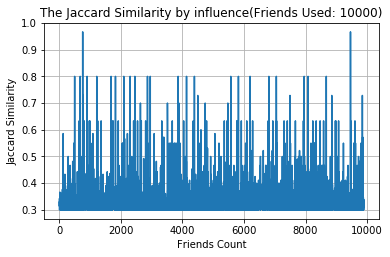 The Jaccard Similarity by influence(Friends Used: 10000)
1.0
0.9
0.8
0.7
0.6
0.5
0.4
0.3
Jaccard Similarity
0 2000 4000 6000 8000 10000
Friends Count